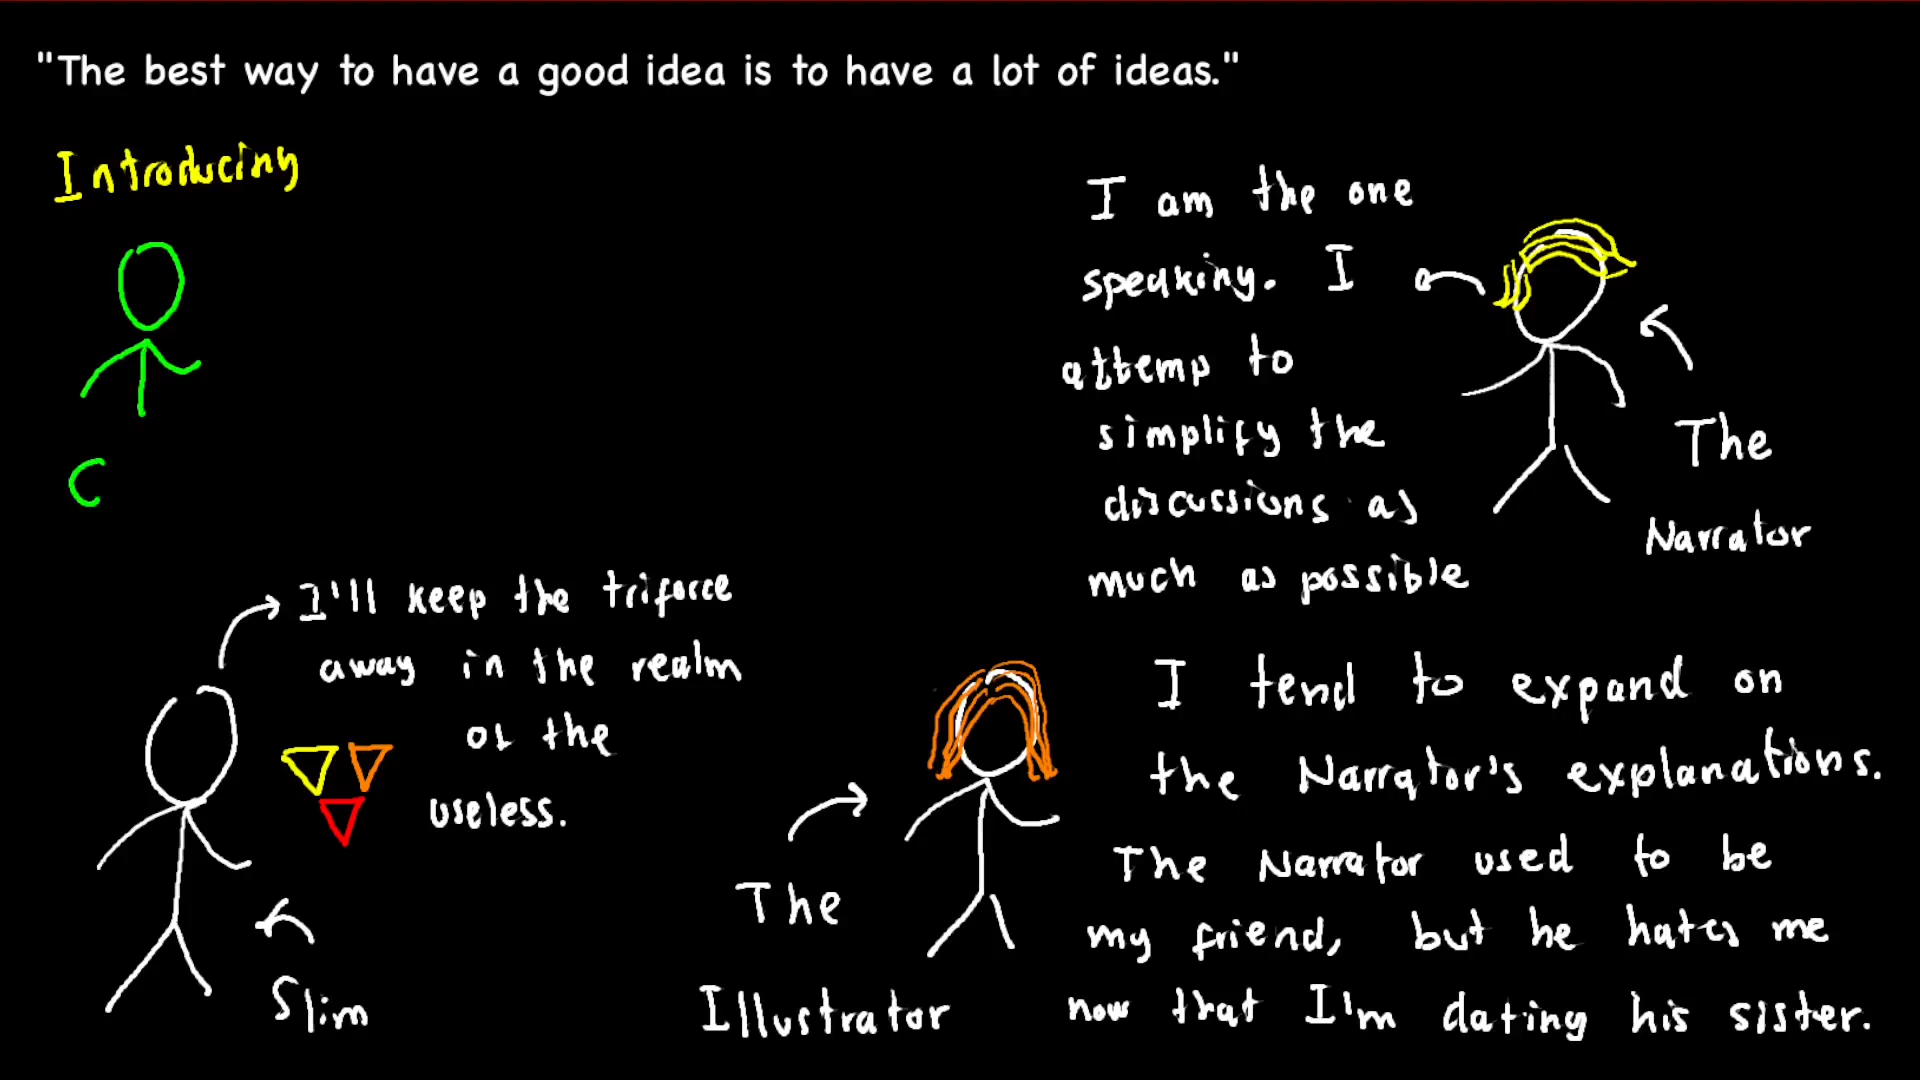 "The best way to have a good idea is to have a lot of ideas."
Introducing
C
I am the one
speaking. I
attemp to
simplify the
discussions as
much as possible
The
Narrator
I'll keep the triforce
away in the realm
of the
useless.
Slim
The
Illustrator
I tend to expand on
the Narrator's explanations.
The Narrator used to be
my friend, but he hates me
now that I'm dating his sister.